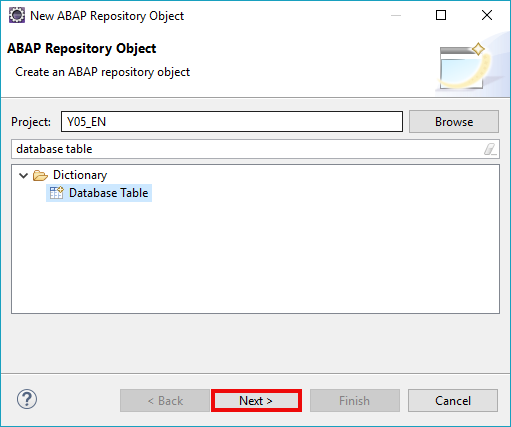 New ABAP Repository Object
ABAP Repository Object
Create an ABAP repository object
Project: Y05_EN Browse
database table
Dictionary
Database Table
< Back Next > Finish Cancel